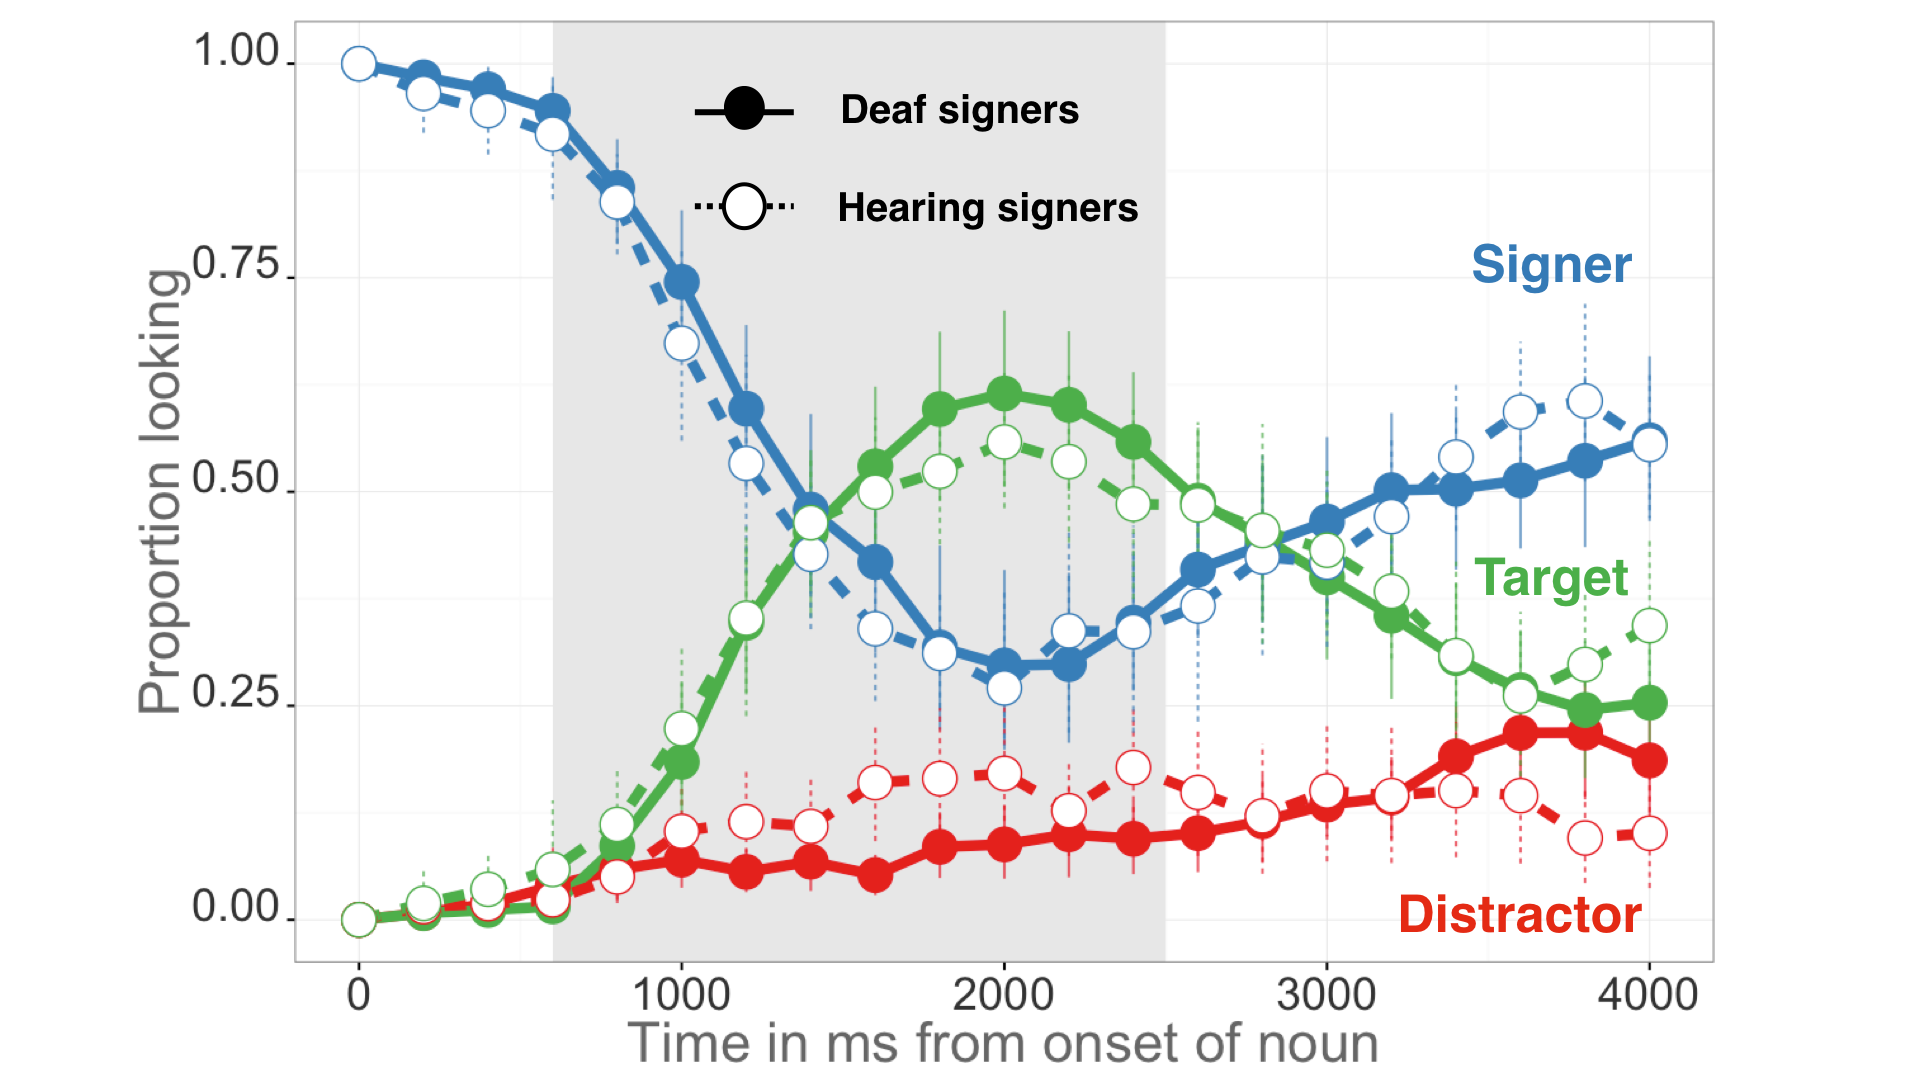 1.00
0.75
0.50
0.25
0.00
Proportion looking
Deaf signers
Hearing signers
Signer
Target
Distractor
0 1000 2000 3000 4000
Time in ms from onset of noun